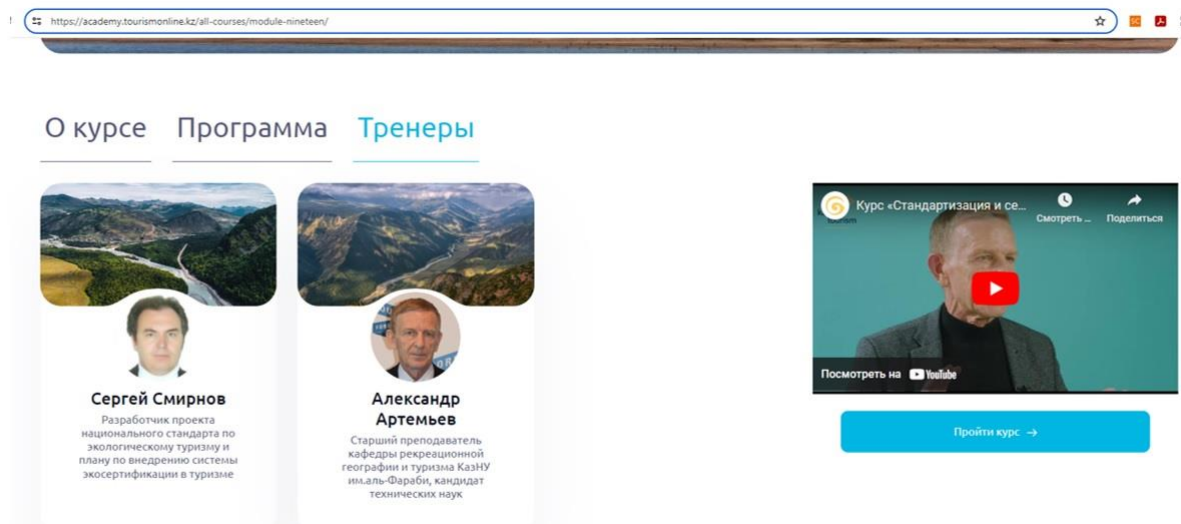 https://academy.tourismonline.kz/all-courses/module-nineteen/
О курсе Программа Тренеры
Сергей Смирнов
Разработчик проекта
национального стандарта по
экологическому туризму и
плану по внедрению системы
экосертификации в туризме
Александр
Артемьев
Старший преподаватель
кафедры рекреационной
географии и туризма КазНУ
им.аль-Фараби, кандидат
технических наук
Курс «Стандартизация и се...
Смотреть ...
Поделиться
tourism
Посмотреть на YouTube
Пройти курс →